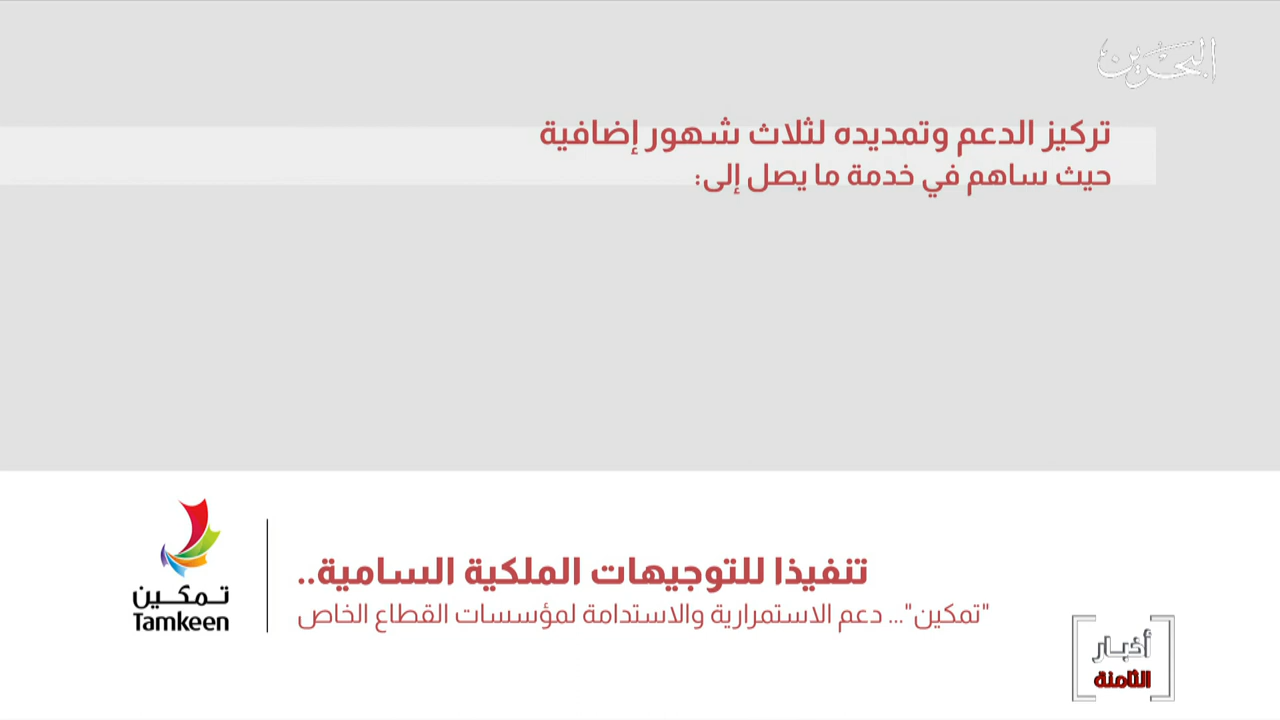 البحرين
تركيز الدعم وتمديده لثلاث شهور إضافية
حيث ساهم في خدمة ما يصل إلى:
تنفيذا للتوجيهات الملكية السامية..
"تمكين"... دعم الاستمرارية والاستدامة لمؤسسات القطاع الخاص
تمكين
Tamkeen
أخبار
الثامنة